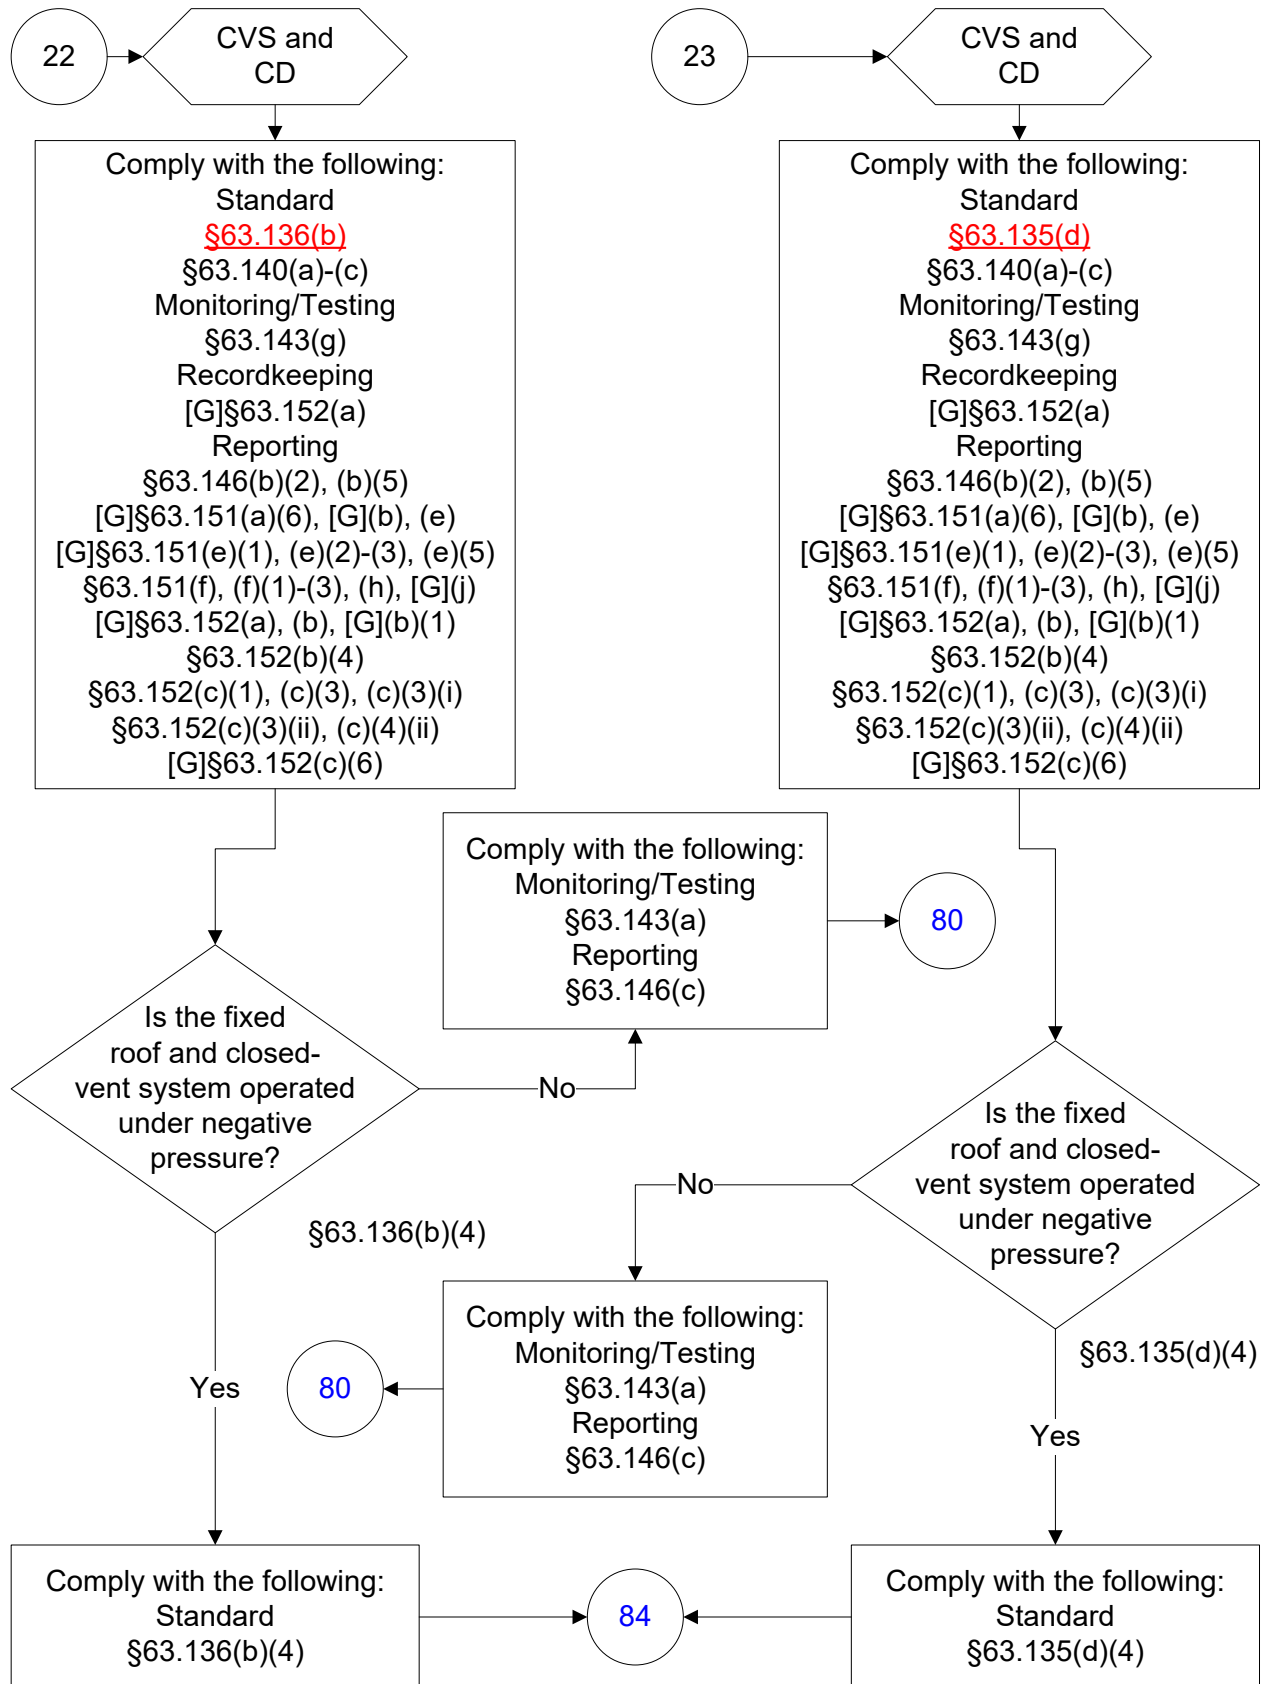 22
CVS and
CD
Comply with the following:
Standard
§63.136(b)
§63.140(a)-(c)
Monitoring/Testing
§63.143(g)
Recordkeeping
[G]§63.152(a)
Reporting
§63.146(b)(2), (b)(5)
[G]§63.151(a)(6), [G](b), (e)
[G]§63.151(e)(1), (e)(2)-(3), (e)(5)
§63.151(f), (f)(1)-(3), (h), [G](j)
[G]§63.152(a), (b), [G](b)(1)
§63.152(b)(4)
§63.152(c)(1), (c)(3), (c)(3)(i)
§63.152(c)(3)(ii), (c)(4)(ii)
[G]§63.152(c)(6)
23
CVS and
CD
Comply with the following:
Standard
§63.135(d)
§63.140(a)-(c)
Monitoring/Testing
§63.143(g)
Recordkeeping
[G]§63.152(a)
Reporting
§63.146(b)(2), (b)(5)
[G]§63.151(a)(6), [G](b), (e)
[G]§63.151(e)(1), (e)(2)-(3), (e)(5)
§63.151(f), (f)(1)-(3), (h), [G](j)
[G]§63.152(a), (b), [G](b)(1)
§63.152(b)(4)
§63.152(c)(1), (c)(3), (c)(3)(i)
§63.152(c)(3)(ii), (c)(4)(ii)
[G]§63.152(c)(6)
Comply with the following:
Monitoring/Testing
§63.143(a)
Reporting
§63.146(c)
80
Is the fixed
roof and closed-
vent system operated
under negative
pressure?
No
§63.136(b)(4)
Yes
Is the fixed
roof and closed-
vent system operated
under negative
pressure?
No
§63.135(d)(4)
Yes
Comply with the following:
Monitoring/Testing
§63.143(a)
Reporting
§63.146(c)
80
Comply with the following:
Standard
§63.136(b)(4)
84
Comply with the following:
Standard
§63.135(d)(4)